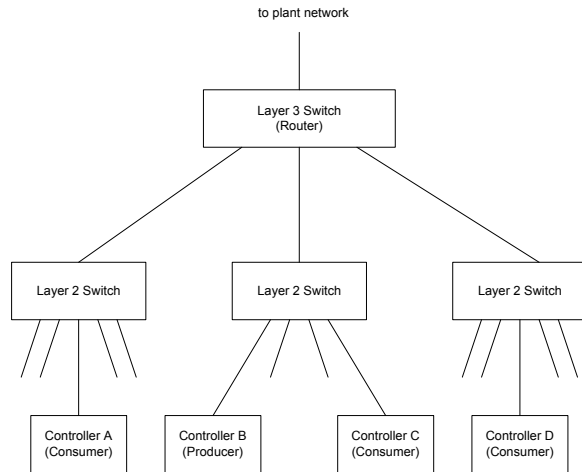 to plant network
Layer 3 Switch
(Router)
Layer 2 Switch
Layer 2 Switch
Layer 2 Switch
Controller A
(Consumer)
Controller B
(Producer)
Controller C
(Consumer)
Controller D
(Consumer)